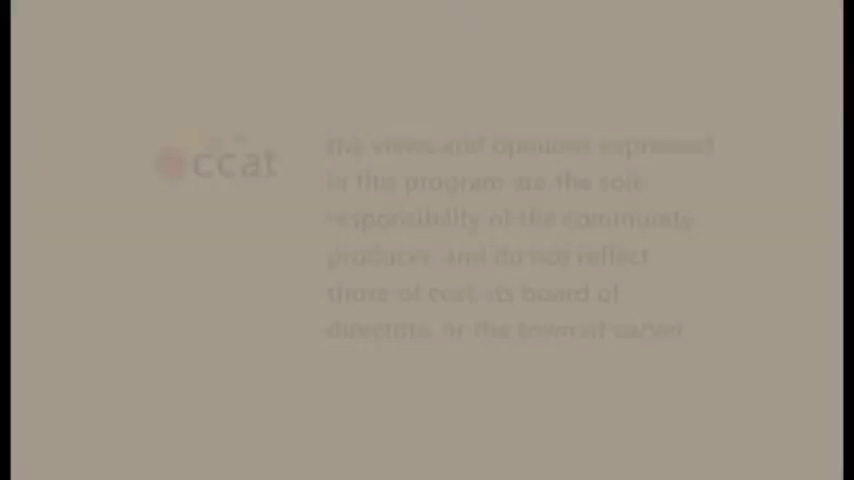 ccat
the views and opinions expressed
in this program are the sole
responsibility of the community
producer, and do not reflect
those of ccat, its board of
directors, or the town of carver